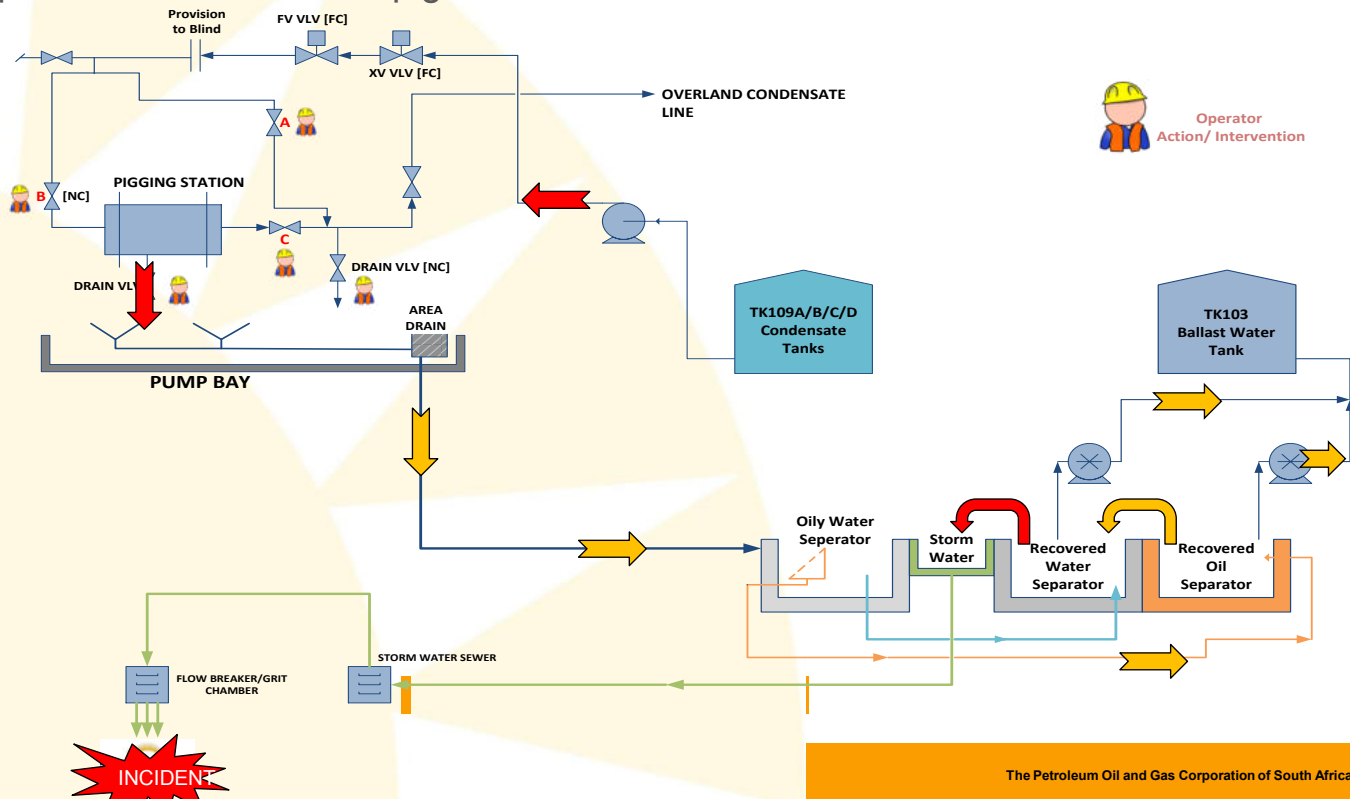 Provision
to Blind
FV VLV [FC]
XV VLV [FC]
OVERLAND CONDENSATE
LINE
Operator
Action/ Intervention
A
B
[NC]
PIGGING STATION
C
DRAIN VLV [NC]
DRAIN VLV
AREA
DRAIN
PUMP BAY
TK109A/B/C/D
Condensate
Tanks
TK103
Ballast Water
Tank
Oily Water
Seperator
Storm
Water
Recovered
Water
Separator
Recovered
Oil
Separator
STORM WATER SEWER
FLOW BREAKER/GRIT
CHAMBER
INCIDENT
The Petroleum Oil and Gas Corporation of South Africa